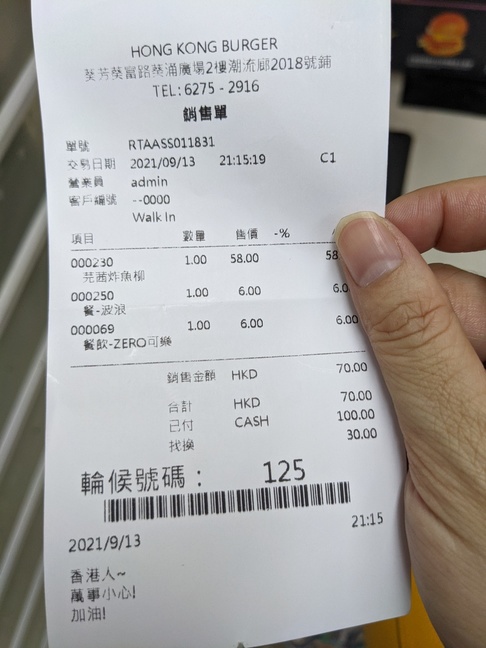 HONG KONG BURGER
葵芳葵富路葵涌廣場2樓潮流廊2018號鋪
TEL: 6275 - 2916
銷售單
單號 RTAASS011831
交易日期 2021/09/13 21:15:19 C1
營業員 admin
客戶編號 --0000
Walk In
項目 數量 售價 -%
000230 1.00 58.00 58.
芫茜炸魚柳
000250 1.00 6.00 6.0
餐-波浪
000069 1.00 6.00 6.00
餐飲-ZERO可樂
銷售金額 HKD 70.00
合計 HKD 70.00
已付 CASH 100.00
找換 30.00
輪候號碼： 125
2021/9/13 21:15
香港人~
萬事小心!
加油!